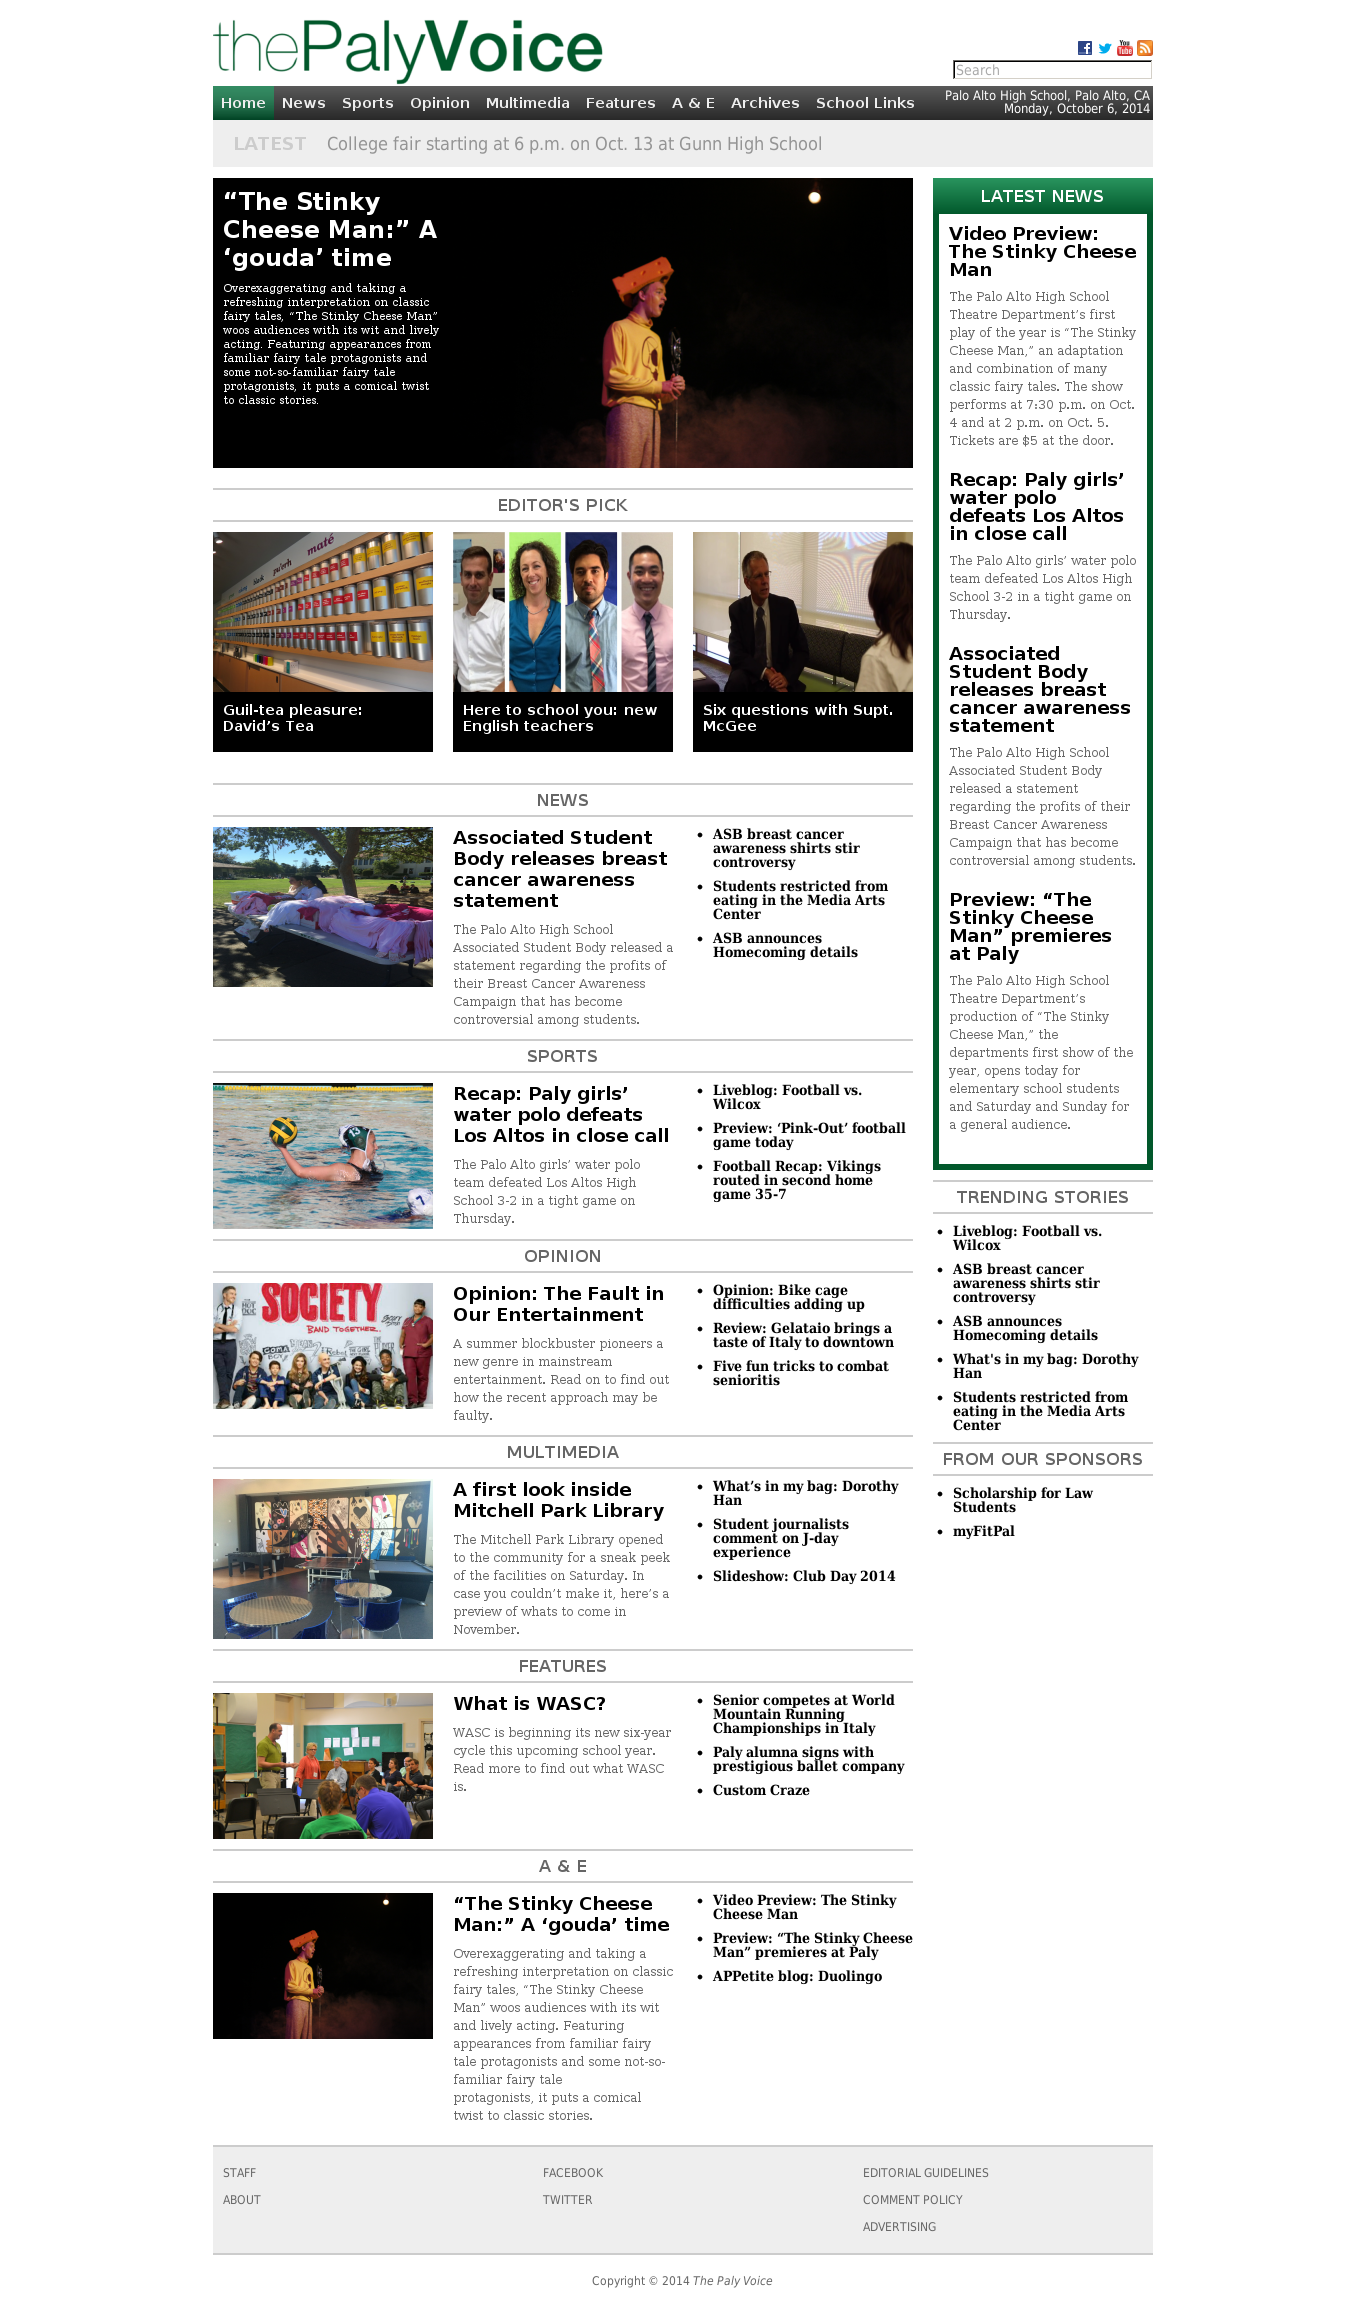 thePalyVoice
Search
Home News Sports Opinion Multimedia Features A & E Archives School Links
Palo Alto High School, Palo Alto, CA
Monday, October 6, 2014
LATEST College fair starting at 6 p.m. on Oct. 13 at Gunn High School
“The Stinky
Cheese Man:” A
‘gouda’ time
Overexaggerating and taking a
refreshing interpretation on classic
fairy tales, “The Stinky Cheese Man”
woos audiences with its wit and lively
acting. Featuring appearances from
familiar fairy tale protagonists and
some not-so-familiar fairy tale
protagonists, it puts a comical twist
to classic stories.
EDITOR'S PICK
maté
Guil-tea pleasure:
David’s Tea
Here to school you: new
English teachers
Six questions with Supt.
McGee
NEWS
Associated Student
Body releases breast
cancer awareness
statement
The Palo Alto High School
Associated Student Body released a
statement regarding the profits of
their Breast Cancer Awareness
Campaign that has become
controversial among students.
• ASB breast cancer
awareness shirts stir
controversy
• Students restricted from
eating in the Media Arts
Center
• ASB announces
Homecoming details
SPORTS
Recap: Paly girls’
water polo defeats
Los Altos in close call
The Palo Alto girls’ water polo
team defeated Los Altos High
School 3-2 in a tight game on
Thursday.
• Liveblog: Football vs.
Wilcox
• Preview: ‘Pink-Out’ football
game today
• Football Recap: Vikings
routed in second home
game 35-7
OPINION
SOCIETY
BAND TOGETHER.
Opinion: The Fault in
Our Entertainment
A summer blockbuster pioneers a
new genre in mainstream
entertainment. Read on to find out
how the recent approach may be
faulty.
• Opinion: Bike cage
difficulties adding up
• Review: Gelataio brings a
taste of Italy to downtown
• Five fun tricks to combat
senioritis
MULTIMEDIA
A first look inside
Mitchell Park Library
The Mitchell Park Library opened
to the community for a sneak peek
of the facilities on Saturday. In
case you couldn’t make it, here’s a
preview of whats to come in
November.
• What’s in my bag: Dorothy
Han
• Student journalists
comment on J-day
experience
• Slideshow: Club Day 2014
FEATURES
What is WASC?
WASC is beginning its new six-year
cycle this upcoming school year.
Read more to find out what WASC
is.
• Senior competes at World
Mountain Running
Championships in Italy
• Paly alumna signs with
prestigious ballet company
• Custom Craze
A & E
“The Stinky Cheese
Man:” A ‘gouda’ time
Overexaggerating and taking a
refreshing interpretation on classic
fairy tales, “The Stinky Cheese
Man” woos audiences with its wit
and lively acting. Featuring
appearances from familiar fairy
tale protagonists and some not-so-
familiar fairy tale
protagonists, it puts a comical
twist to classic stories.
• Video Preview: The Stinky
Cheese Man
• Preview: “The Stinky Cheese
Man” premieres at Paly
• APPetite blog: Duolingo
LATEST NEWS
Video Preview:
The Stinky Cheese
Man
The Palo Alto High School
Theatre Department’s first
play of the year is “The Stinky
Cheese Man,” an adaptation
and combination of many
classic fairy tales. The show
performs at 7:30 p.m. on Oct.
4 and at 2 p.m. on Oct. 5.
Tickets are $5 at the door.
Recap: Paly girls’
water polo
defeats Los Altos
in close call
The Palo Alto girls’ water polo
team defeated Los Altos High
School 3-2 in a tight game on
Thursday.
Associated
Student Body
releases breast
cancer awareness
statement
The Palo Alto High School
Associated Student Body
released a statement
regarding the profits of their
Breast Cancer Awareness
Campaign that has become
controversial among students.
Preview: “The
Stinky Cheese
Man” premieres
at Paly
The Palo Alto High School
Theatre Department’s
production of “The Stinky
Cheese Man,” the
departments first show of the
year, opens today for
elementary school students
and Saturday and Sunday for
a general audience.
TRENDING STORIES
• Liveblog: Football vs.
Wilcox
• ASB breast cancer
awareness shirts stir
controversy
• ASB announces
Homecoming details
• What's in my bag: Dorothy
Han
• Students restricted from
eating in the Media Arts
Center
FROM OUR SPONSORS
• Scholarship for Law
Students
• myFitPal
STAFF
ABOUT
FACEBOOK
TWITTER
EDITORIAL GUIDELINES
COMMENT POLICY
ADVERTISING
Copyright © 2014 The Paly Voice